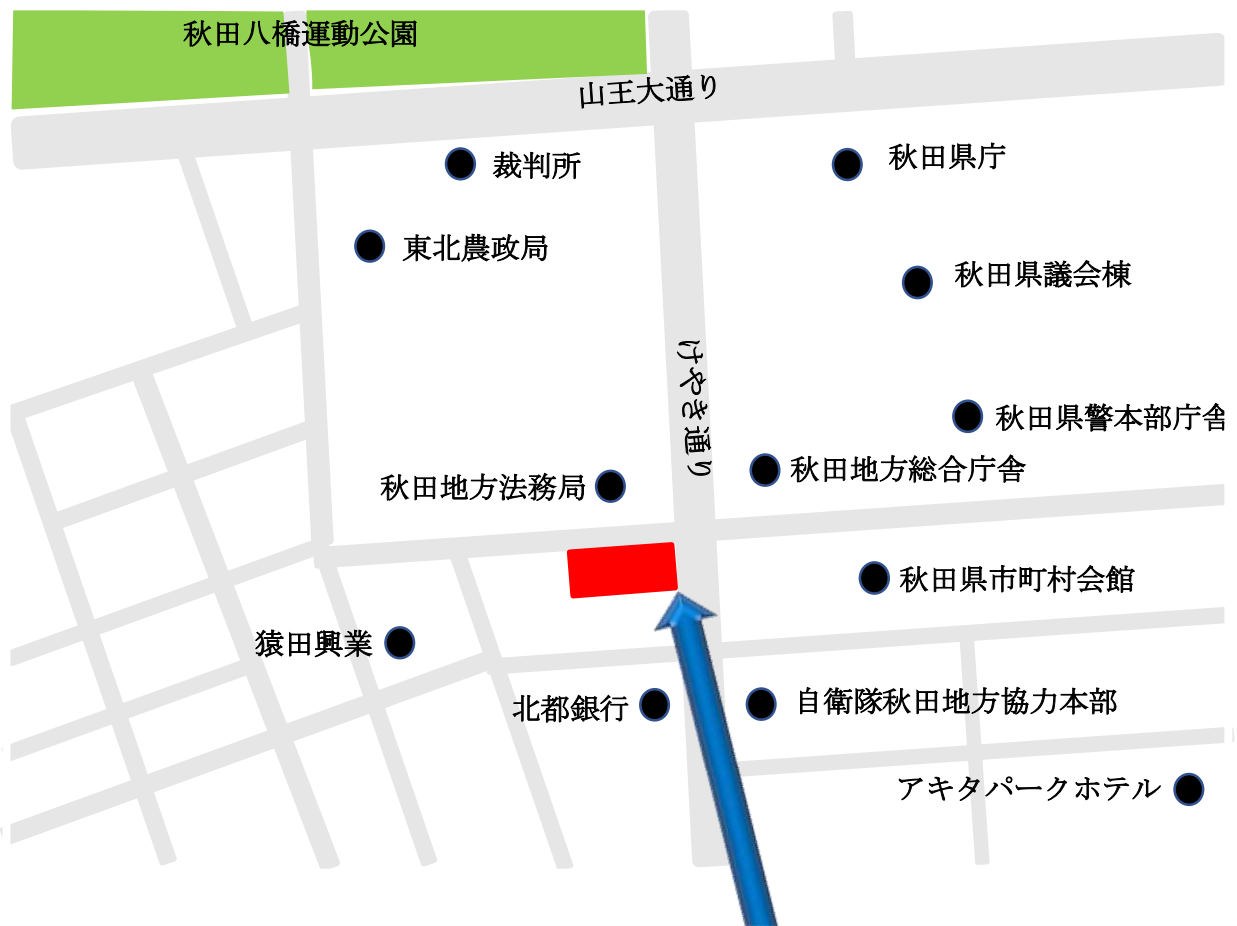 秋田八橋運動公園
山王大通り
裁判所
秋田県庁
東北農政局
秋田県議会棟
けやき通り
秋田県警本部庁舎
秋田地方総合庁舎
秋田地方法務局
秋田県市町村会館
猿田興業
北都銀行
自衛隊秋田地方協力本部
アキタパークホテル